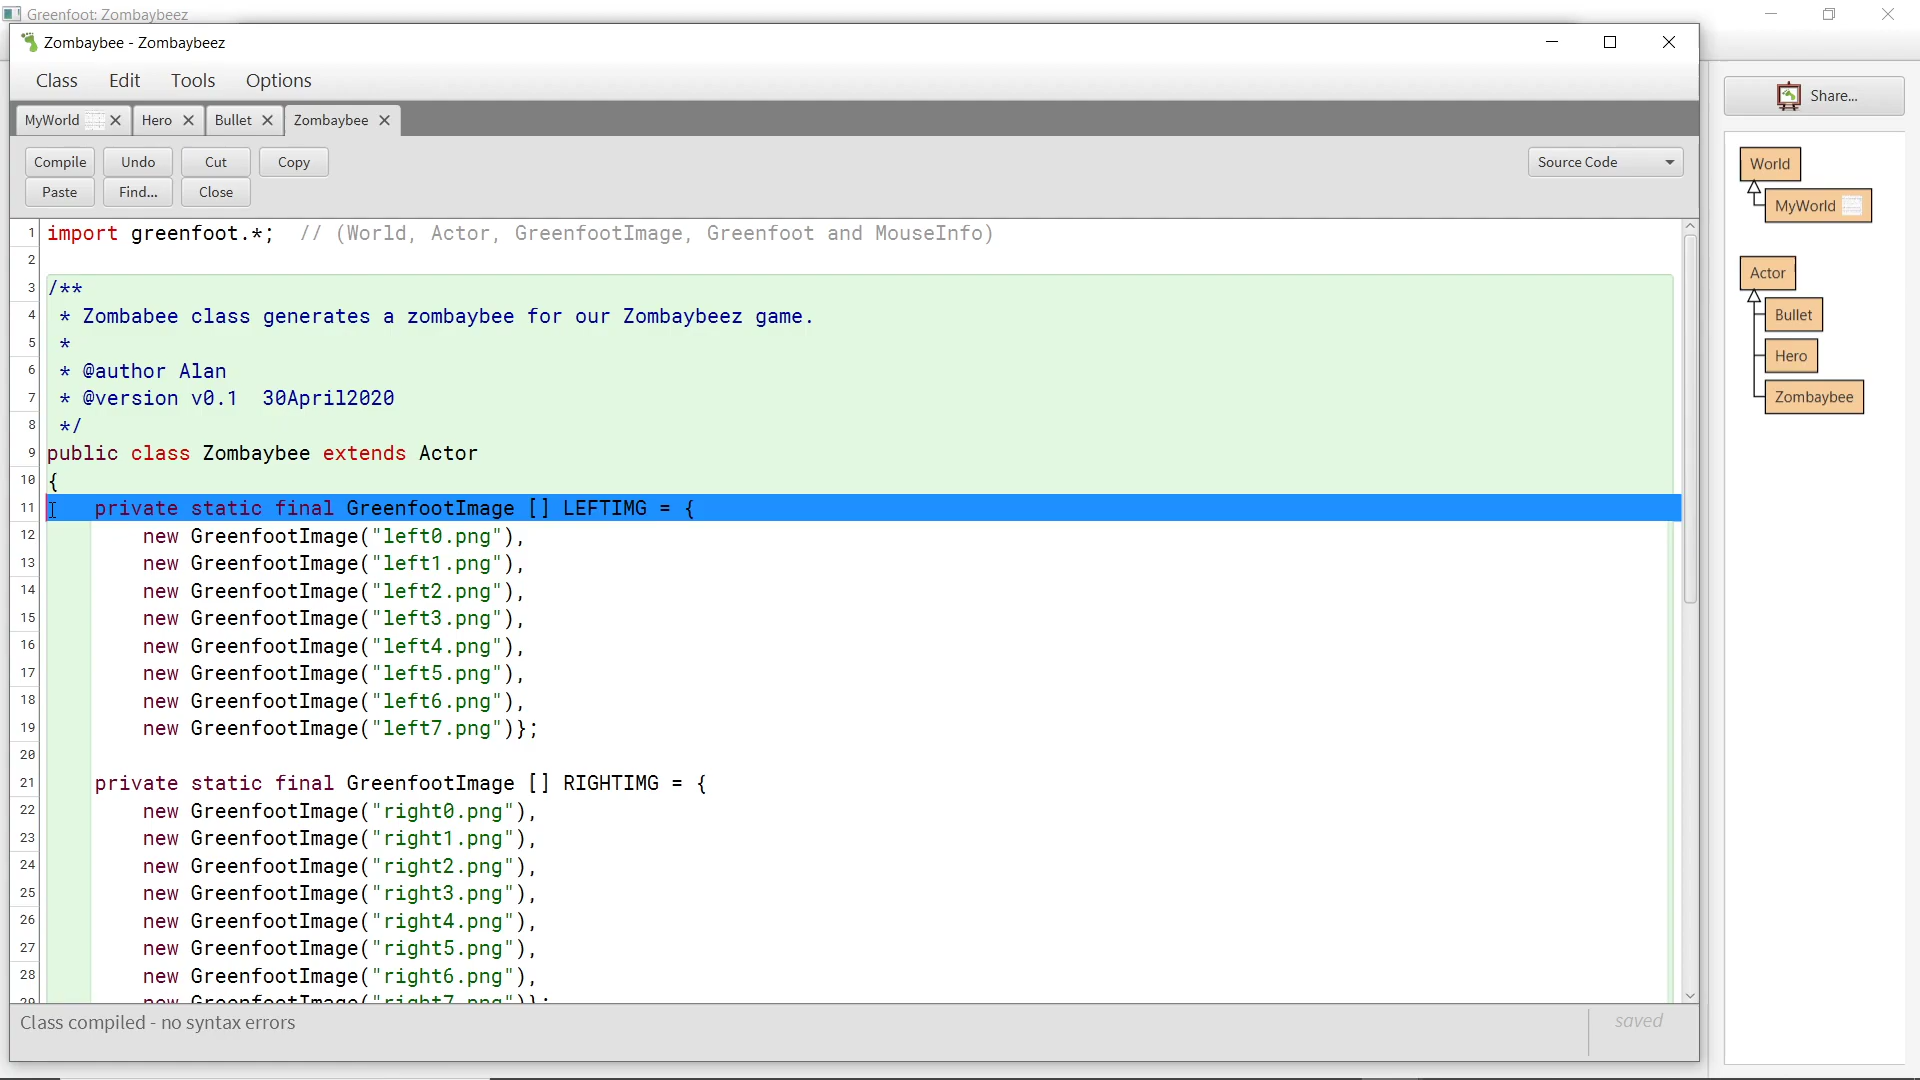 Greenfoot: Zombaybeez
Zombaybee - Zombaybeez
Class Edit Tools Options
MyWorld Hero Bullet Zombaybee
Compile Undo Cut Copy
Paste Find... Close
Source Code
1 import greenfoot.*;  // (World, Actor, GreenfootImage, Greenfoot and MouseInfo)
2
3 /**
4  * Zombabee class generates a zombaybee for our Zombaybeez game.
5  *
6  * @author Alan
7  * @version v0.1  30April2020
8  */
9 public class Zombaybee extends Actor
10 {
11     private static final GreenfootImage [] LEFTIMG = {
12         new GreenfootImage("left0.png"),
13         new GreenfootImage("left1.png"),
14         new GreenfootImage("left2.png"),
15         new GreenfootImage("left3.png"),
16         new GreenfootImage("left4.png"),
17         new GreenfootImage("left5.png"),
18         new GreenfootImage("left6.png"),
19         new GreenfootImage("left7.png")};
20
21     private static final GreenfootImage [] RIGHTIMG = {
22         new GreenfootImage("right0.png"),
23         new GreenfootImage("right1.png"),
24         new GreenfootImage("right2.png"),
25         new GreenfootImage("right3.png"),
26         new GreenfootImage("right4.png"),
27         new GreenfootImage("right5.png"),
28         new GreenfootImage("right6.png"),
29         new GreenfootImage("right7.png")};
Class compiled - no syntax errors
saved
Share...
World
MyWorld
Actor
Bullet
Hero
Zombaybee